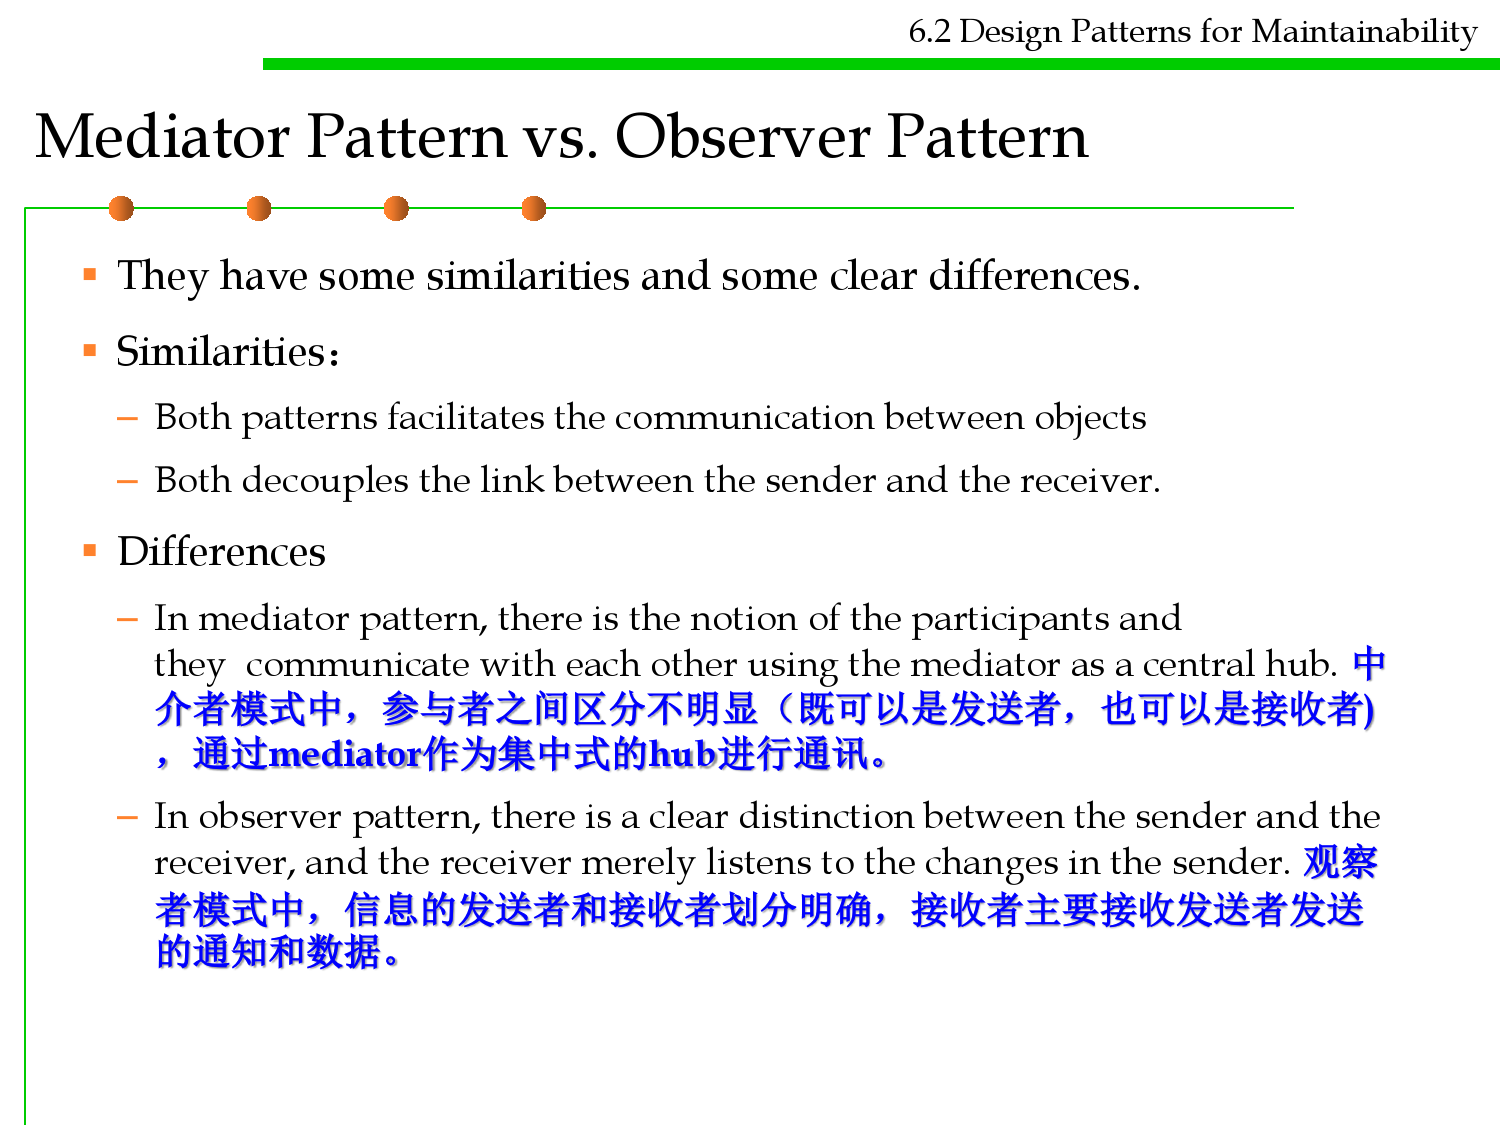 6.2 Design Patterns for Maintainability
Mediator Pattern vs. Observer Pattern
▪ They have some similarities and some clear differences.
▪ Similarities：
– Both patterns facilitates the communication between objects
– Both decouples the link between the sender and the receiver.
▪ Differences
– In mediator pattern, there is the notion of the participants and
they communicate with each other using the mediator as a central hub. 中
介者模式中，参与者之间区分不明显（既可以是发送者，也可以是接收者)
，通过mediator作为集中式的hub进行通讯。
– In observer pattern, there is a clear distinction between the sender and the
receiver, and the receiver merely listens to the changes in the sender. 观察
者模式中，信息的发送者和接收者划分明确，接收者主要接收发送者发送
的通知和数据。